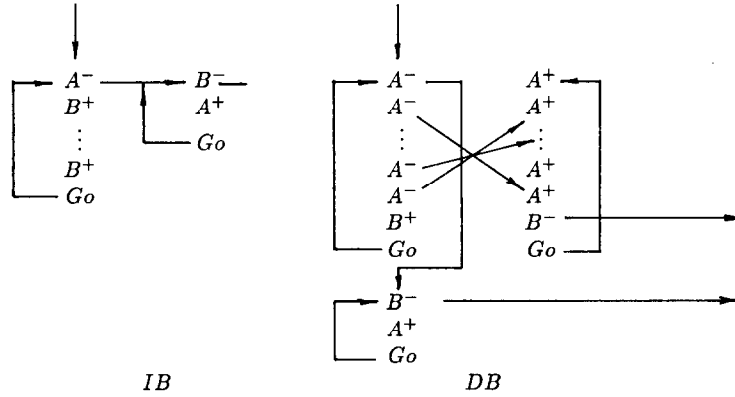 A⁻ B⁻ A⁻ A⁺
B⁺ A⁺ A⁻ A⁺
⋮ Go ⋮ ⋮
B⁺ A⁻ A⁺
Go A⁻ A⁺
B⁺ B⁻
Go Go
B⁻
A⁺
Go
IB DB